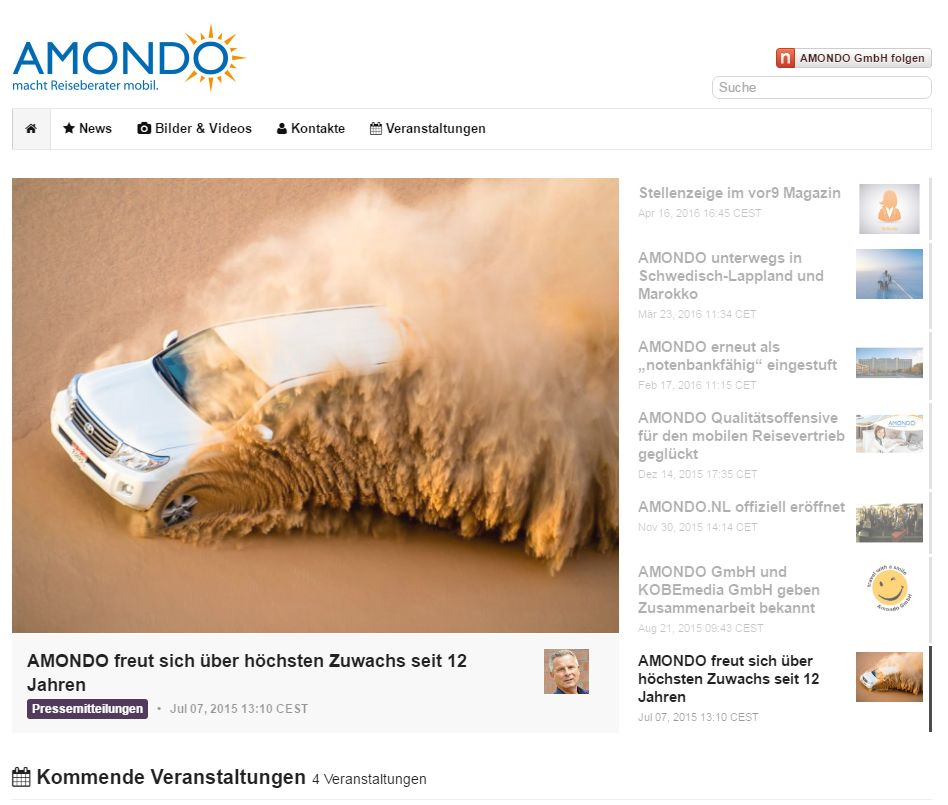 AMONDO
macht Reiseberater mobil.
n AMONDO GmbH folgen
Suche
News Bilder & Videos Kontakte Veranstaltungen
AMONDO freut sich über höchsten Zuwachs seit 12
Jahren
Pressemitteilungen • Jul 07, 2015 13:10 CEST
Stellenzeige im vor9 Magazin
Apr 16, 2016 16:45 CEST
AMONDO unterwegs in
Schwedisch-Lappland und
Marokko
Mär 23, 2016 11:34 CET
AMONDO erneut als
„notenbankfähig“ eingestuft
Feb 17, 2016 11:15 CET
AMONDO Qualitätsoffensive
für den mobilen Reisevertrieb
geglückt
Dez 14, 2015 17:35 CET
AMONDO
AMONDO.NL offiziell eröffnet
Nov 30, 2015 14:14 CET
AMONDO GmbH und
KOBEmedia GmbH geben
Zusammenarbeit bekannt
Aug 21, 2015 09:43 CEST
travel with a smile
Amondo GmbH
AMONDO freut sich über
höchsten Zuwachs seit 12
Jahren
Jul 07, 2015 13:10 CEST
Kommende Veranstaltungen 4 Veranstaltungen